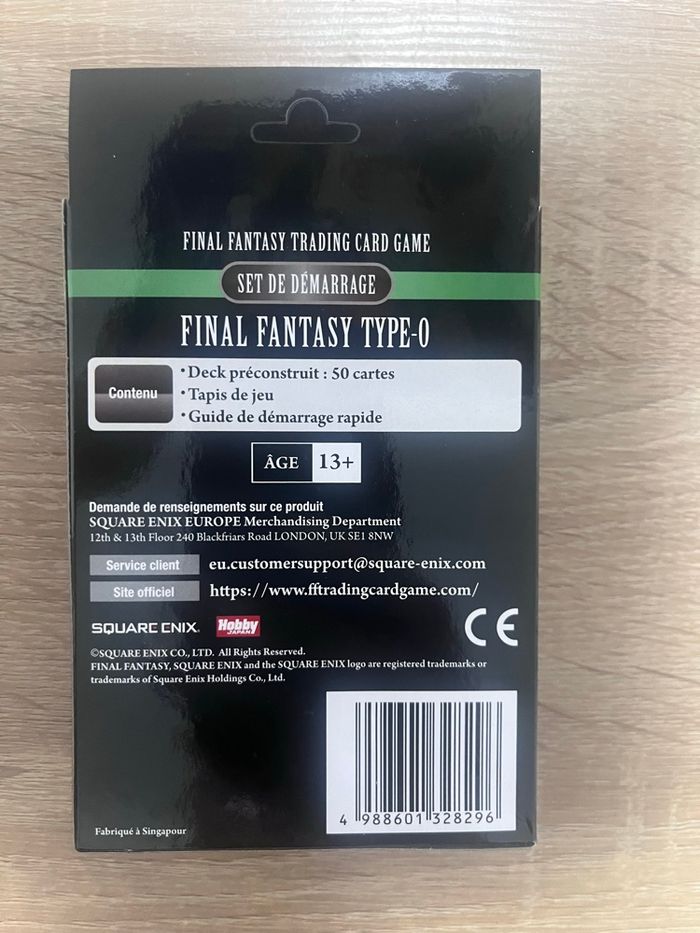 FINAL FANTASY TRADING CARD GAME
SET DE DÉMARRAGE
FINAL FANTASY TYPE-0
Contenu
•Deck préconstruit : 50 cartes
•Tapis de jeu
•Guide de démarrage rapide
ÂGE 13+
Demande de renseignements sur ce produit
SQUARE ENIX EUROPE Merchandising Department
12th & 13th Floor 240 Blackfriars Road LONDON, UK SE1 8NW
Service client eu.customersupport@square-enix.com
Site officiel https://www.fftradingcardgame.com/
SQUARE ENIX. Hobby JAPAN CE
©SQUARE ENIX CO., LTD. All Rights Reserved.
FINAL FANTASY, SQUARE ENIX and the SQUARE ENIX logo are registered trademarks or
trademarks of Square Enix Holdings Co., Ltd.
4 988601 328296
Fabriqué à Singapour